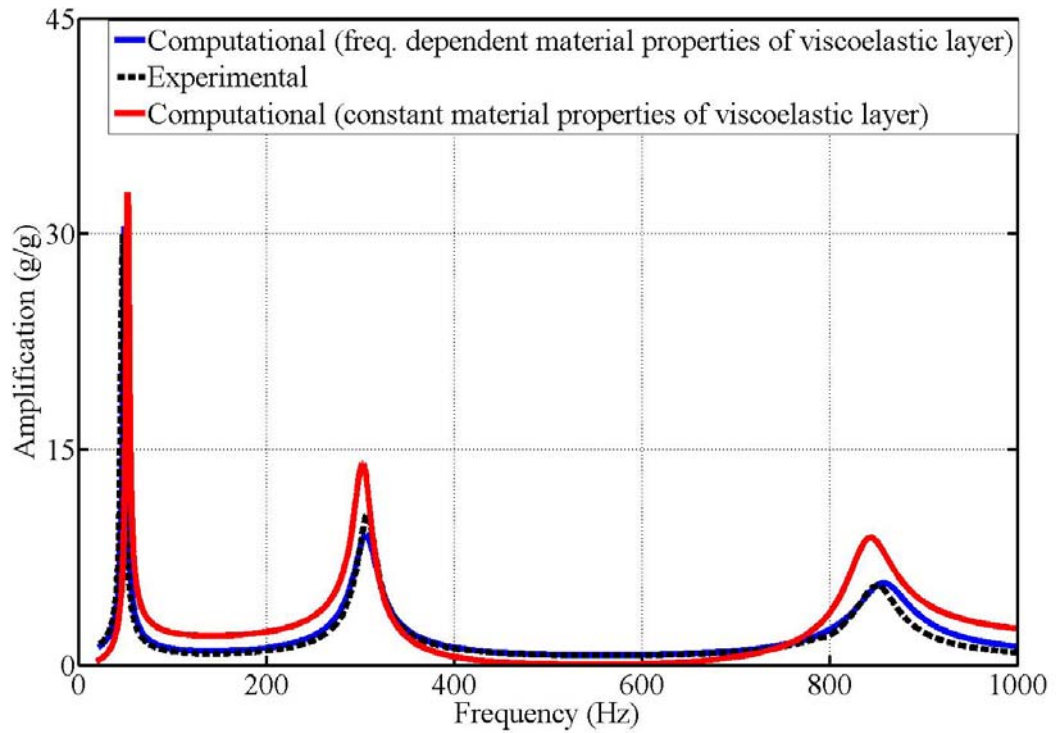 45
Computational (freq. dependent material properties of viscoelastic layer)
Experimental
Computational (constant material properties of viscoelastic layer)
Amplification (g/g)
30
15
0
0 200 400 600 800 1000
Frequency (Hz)